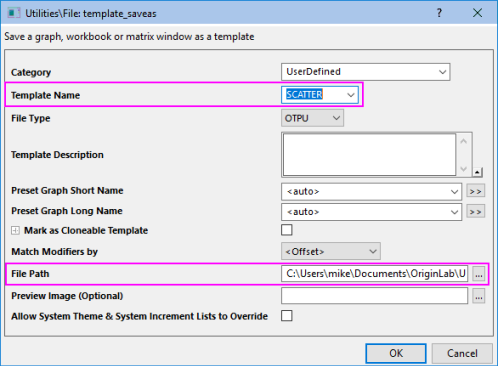 Utilities\File: template_saveas
? ×
Save a graph, workbook or matrix window as a template
Category UserDefined
Template Name SCATTER
File Type OTPU
Template Description
Preset Graph Short Name <auto> >>
Preset Graph Long Name <auto> >>
Mark as Cloneable Template
Match Modifiers by <Offset>
File Path C:\Users\mike\Documents\OriginLab\U ...
Preview Image (Optional) ...
Allow System Theme & System Increment Lists to Override
OK Cancel